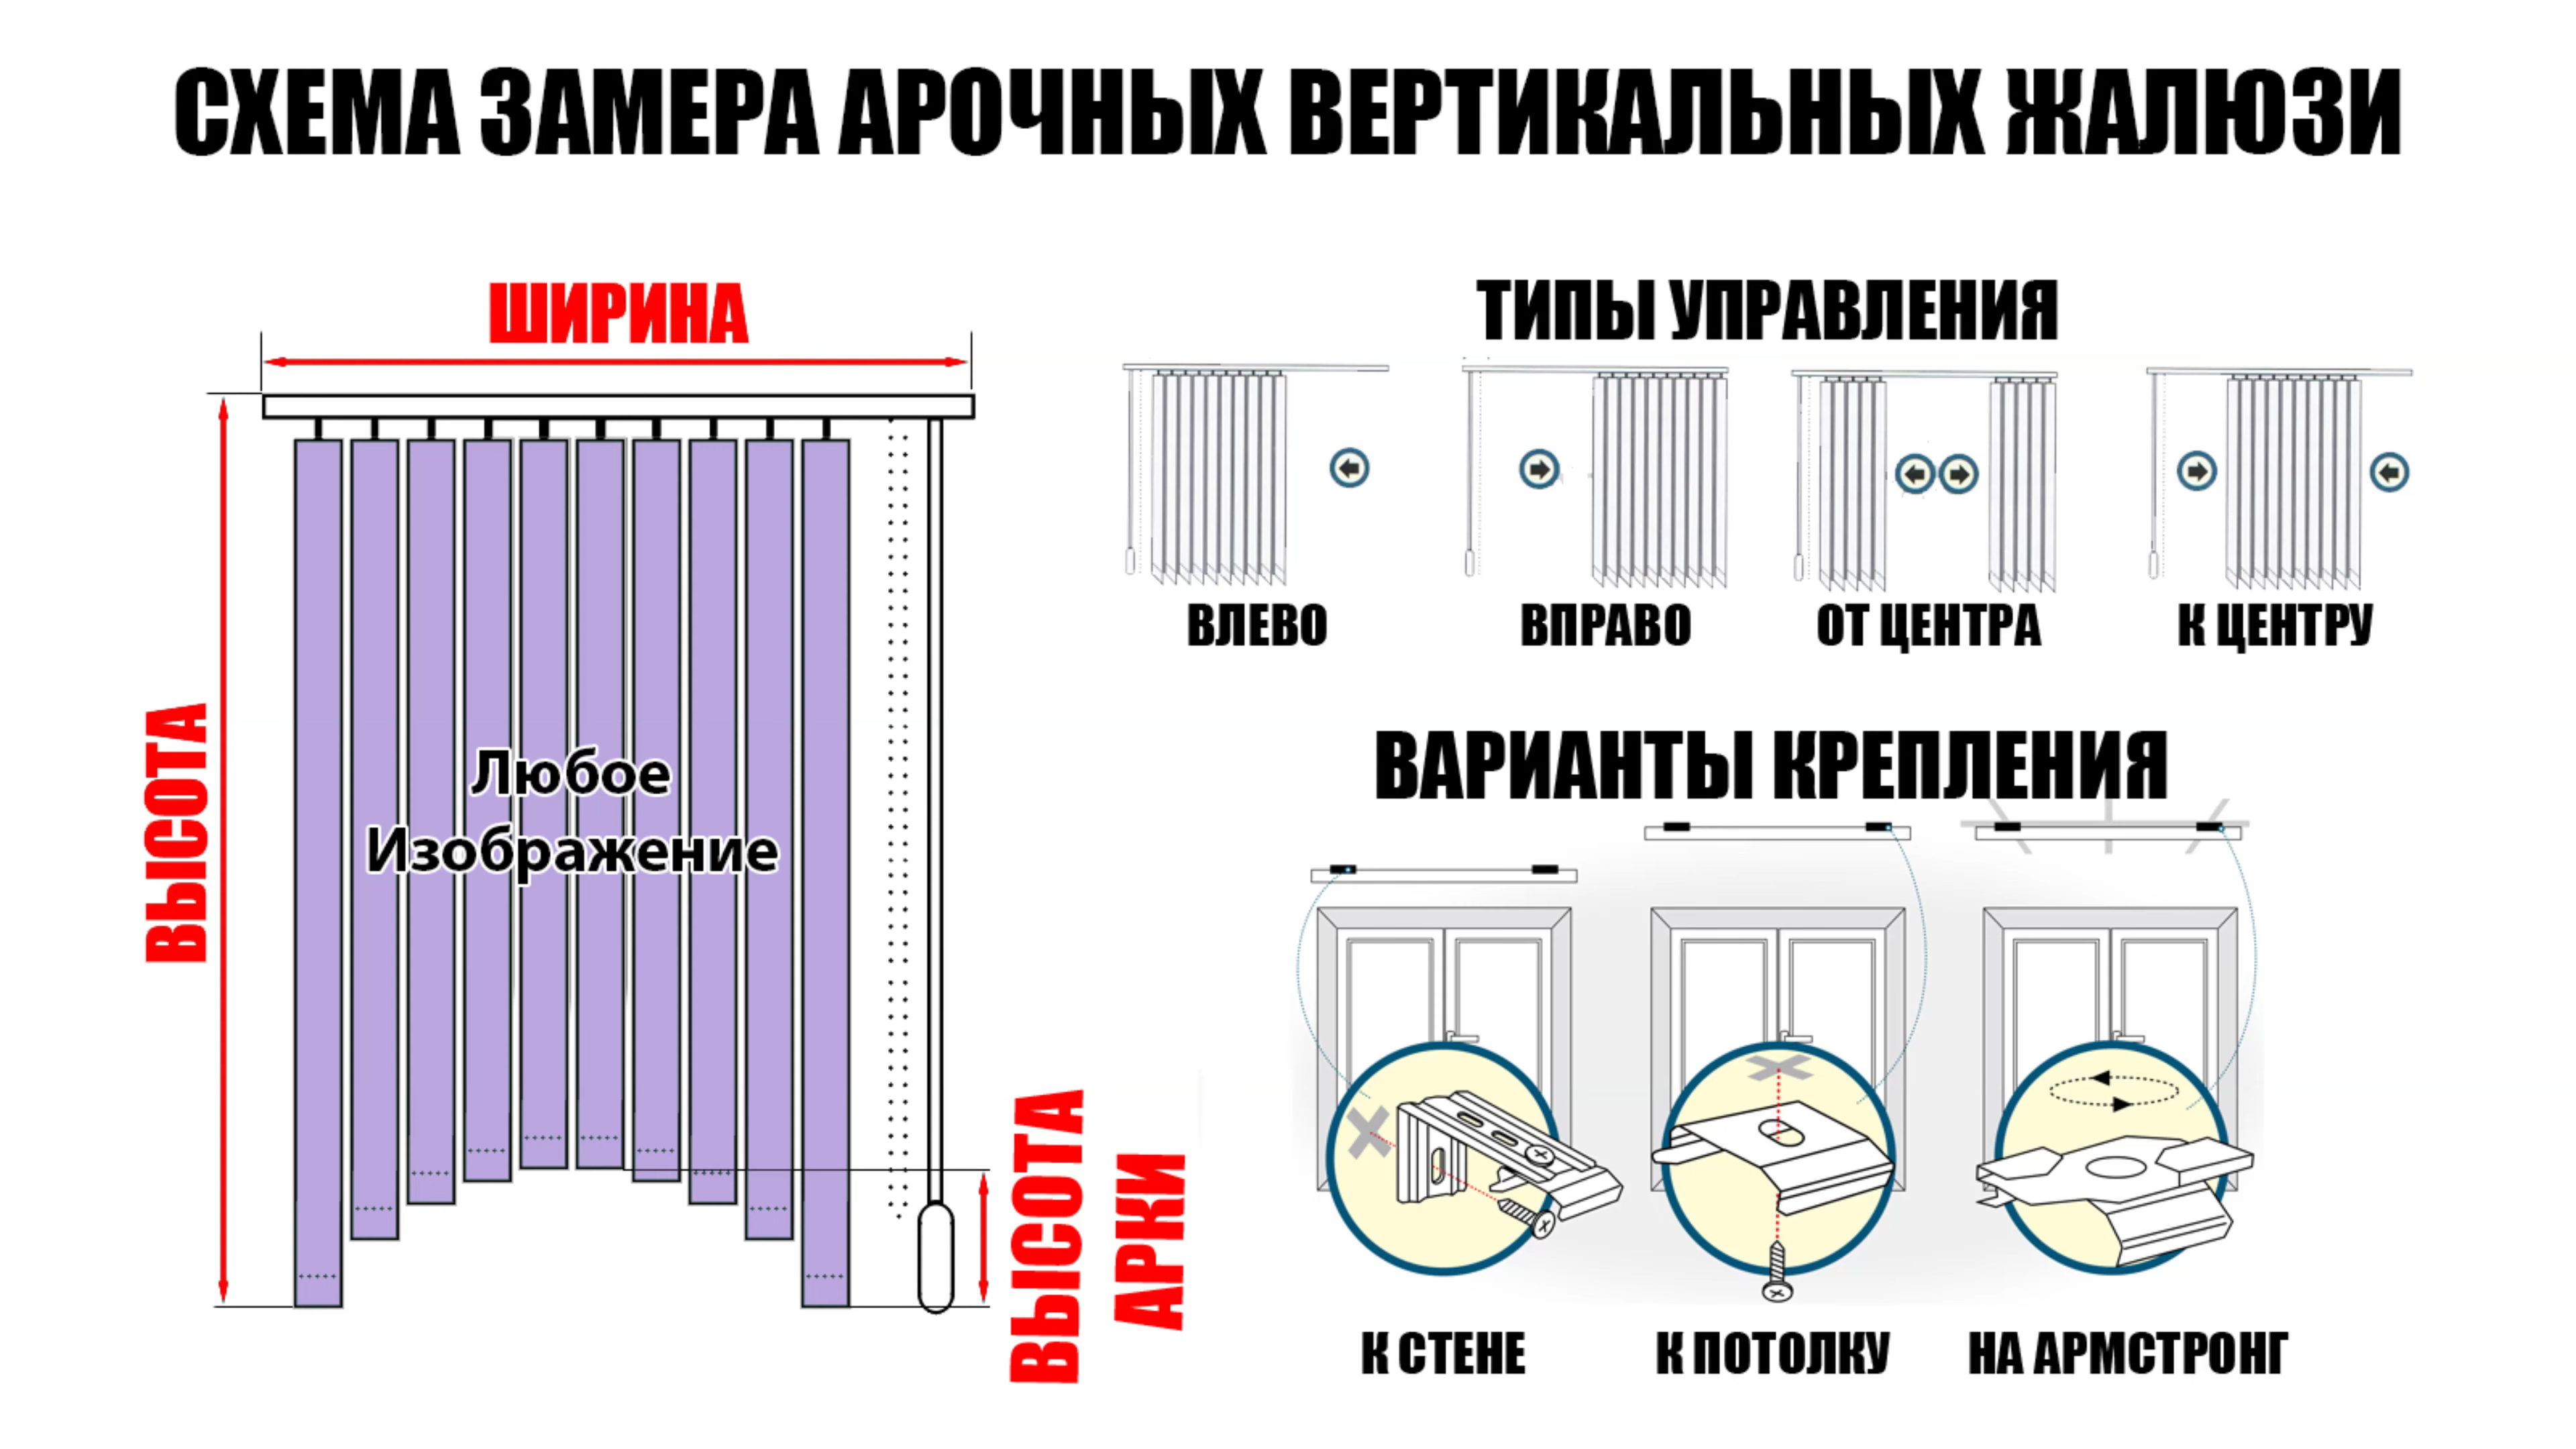 СХЕМА ЗАМЕРА АРОЧНЫХ ВЕРТИКАЛЬНЫХ ЖАЛЮЗИ
ШИРИНА
ВЫСОТА
Любое
Изображение
ВЫСОТА
АРКИ
ТИПЫ УПРАВЛЕНИЯ
ВЛЕВО
ВПРАВО
ОТ ЦЕНТРА
К ЦЕНТРУ
ВАРИАНТЫ КРЕПЛЕНИЯ
К СТЕНЕ
К ПОТОЛКУ
НА АРМСТРОНГ